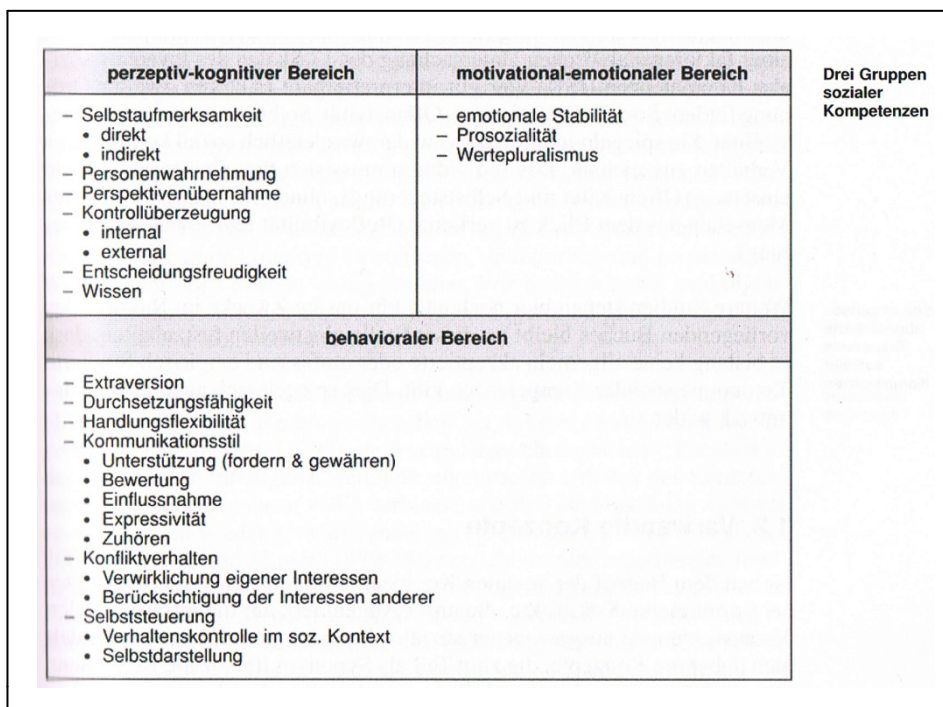 perzeptiv-kognitiver Bereich
– Selbstaufmerksamkeit
• direkt
• indirekt
– Personenwahrnehmung
– Perspektivenübernahme
– Kontrollüberzeugung
• internal
• external
– Entscheidungsfreudigkeit
– Wissen
motivational-emotionaler Bereich
– emotionale Stabilität
– Prosozialität
– Wertepluralismus
Drei Gruppen
sozialer
Kompetenzen
behavioraler Bereich
– Extraversion
– Durchsetzungsfähigkeit
– Handlungsflexibilität
– Kommunikationsstil
• Unterstützung (fordern & gewähren)
• Bewertung
• Einflussnahme
• Expressivität
• Zuhören
– Konfliktverhalten
• Verwirklichung eigener Interessen
• Berücksichtigung der Interessen anderer
– Selbststeuerung
• Verhaltenskontrolle im soz. Kontext
• Selbstdarstellung